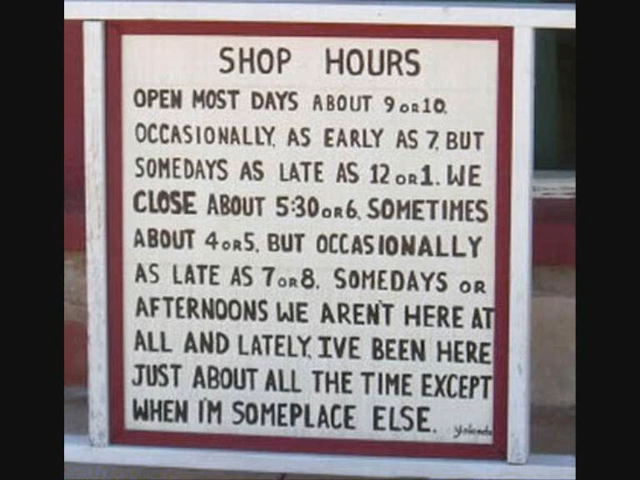 SHOP HOURS
OPEN MOST DAYS ABOUT 9 OR 10.
OCCASIONALLY, AS EARLY AS 7, BUT
SOMEDAYS AS LATE AS 12 OR 1. WE
CLOSE ABOUT 5:30 OR 6, SOMETIMES
ABOUT 4 OR 5, BUT OCCASIONALLY
AS LATE AS 7 OR 8. SOMEDAYS OR
AFTERNOONS WE AREN'T HERE AT
ALL AND LATELY, I'VE BEEN HERE
JUST ABOUT ALL THE TIME EXCEPT
WHEN I'M SOMEPLACE ELSE.